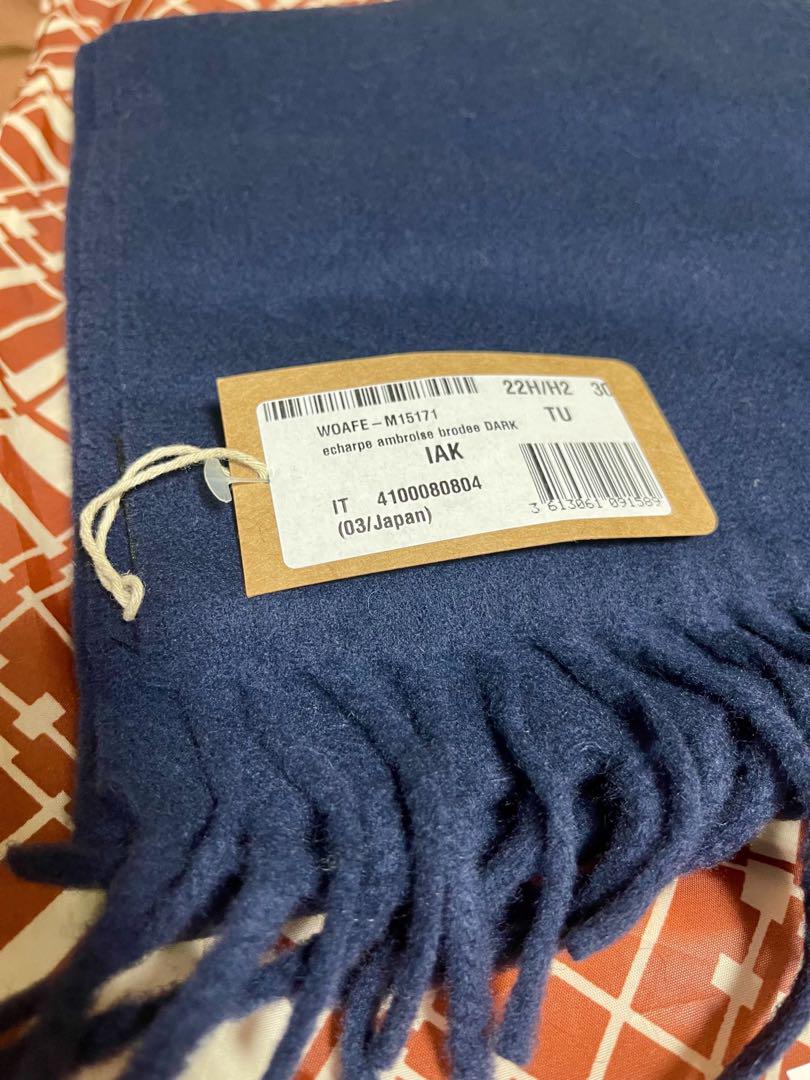 22H/H2 30
WOAFE-M15171 TU
echarpe ambroise brodee DARK
IAK
IT 4100080804
(03/Japan)
3 613061 091589